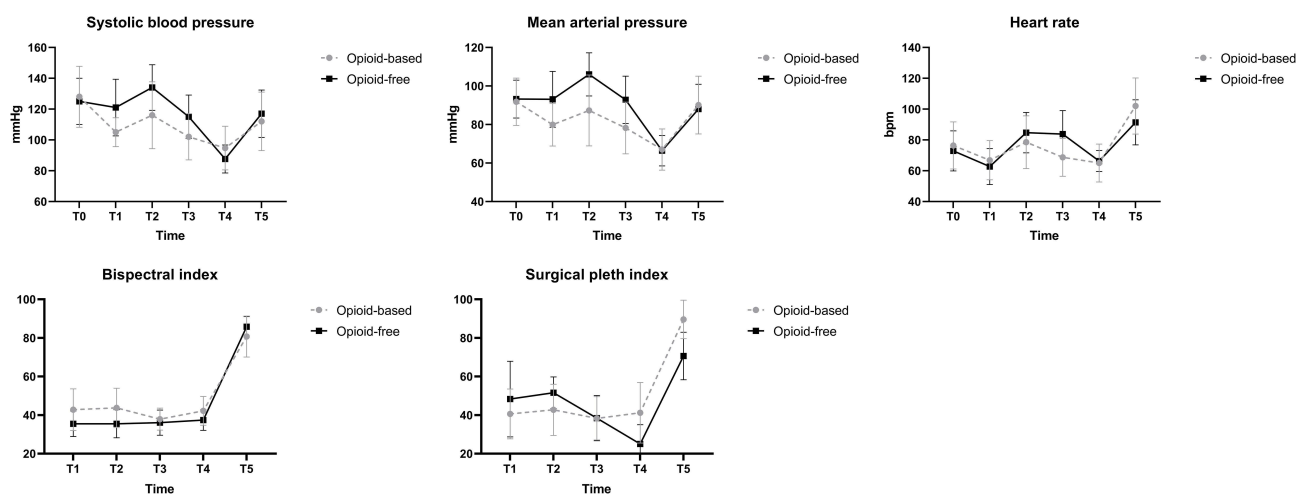 Systolic blood pressure
160
140
120
100
80
60
mmHg
T0 T1 T2 T3 T4 T5
Time
Opioid-based
Opioid-free
Mean arterial pressure
120
100
80
60
40
mmHg
T0 T1 T2 T3 T4 T5
Time
Opioid-based
Opioid-free
Heart rate
140
120
100
80
60
40
bpm
T0 T1 T2 T3 T4 T5
Time
Opioid-based
Opioid-free
Bispectral index
100
80
60
40
20
T1 T2 T3 T4 T5
Time
Opioid-based
Opioid-free
Surgical pleth index
100
80
60
40
20
T1 T2 T3 T4 T5
Time
Opioid-based
Opioid-free